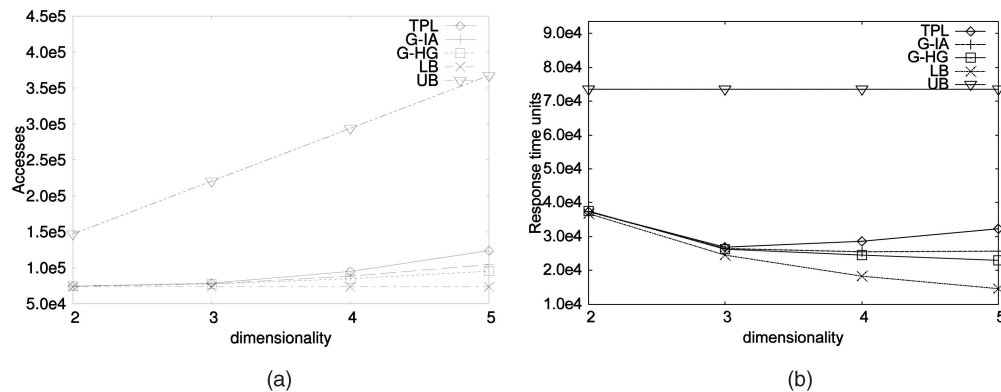 4.5e5
4.0e5
3.5e5
3.0e5
2.5e5
2.0e5
1.5e5
1.0e5
5.0e4
Accesses
TPL
G-IA
G-HG
LB
UB
2 3 4 5
dimensionality
(a)
9.0e4
8.0e4
7.0e4
6.0e4
5.0e4
4.0e4
3.0e4
2.0e4
1.0e4
Response time units
TPL
G-IA
G-HG
LB
UB
2 3 4 5
dimensionality
(b)